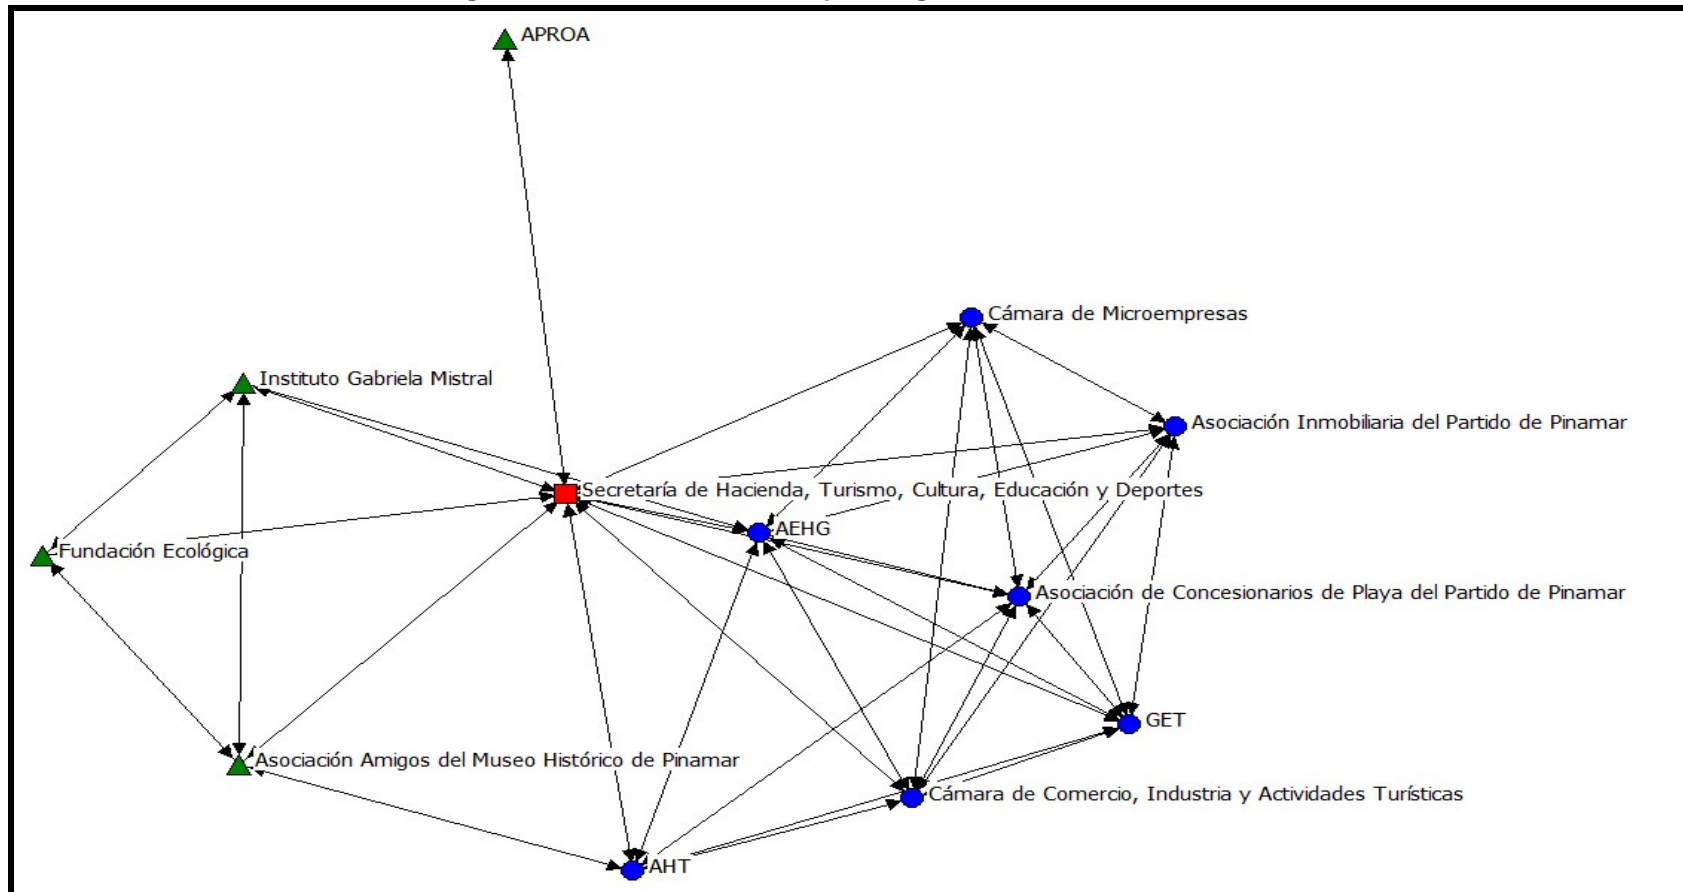 APROA
Cámara de Microempresas
Instituto Gabriela Mistral
Asociación Inmobiliaria del Partido de Pinamar
Secretaría de Hacienda, Turismo, Cultura, Educación y Deportes
AEHG
Fundación Ecológica
Asociación de Concesionarios de Playa del Partido de Pinamar
GET
Asociación Amigos del Museo Histórico de Pinamar
Cámara de Comercio, Industria y Actividades Turísticas
AHT